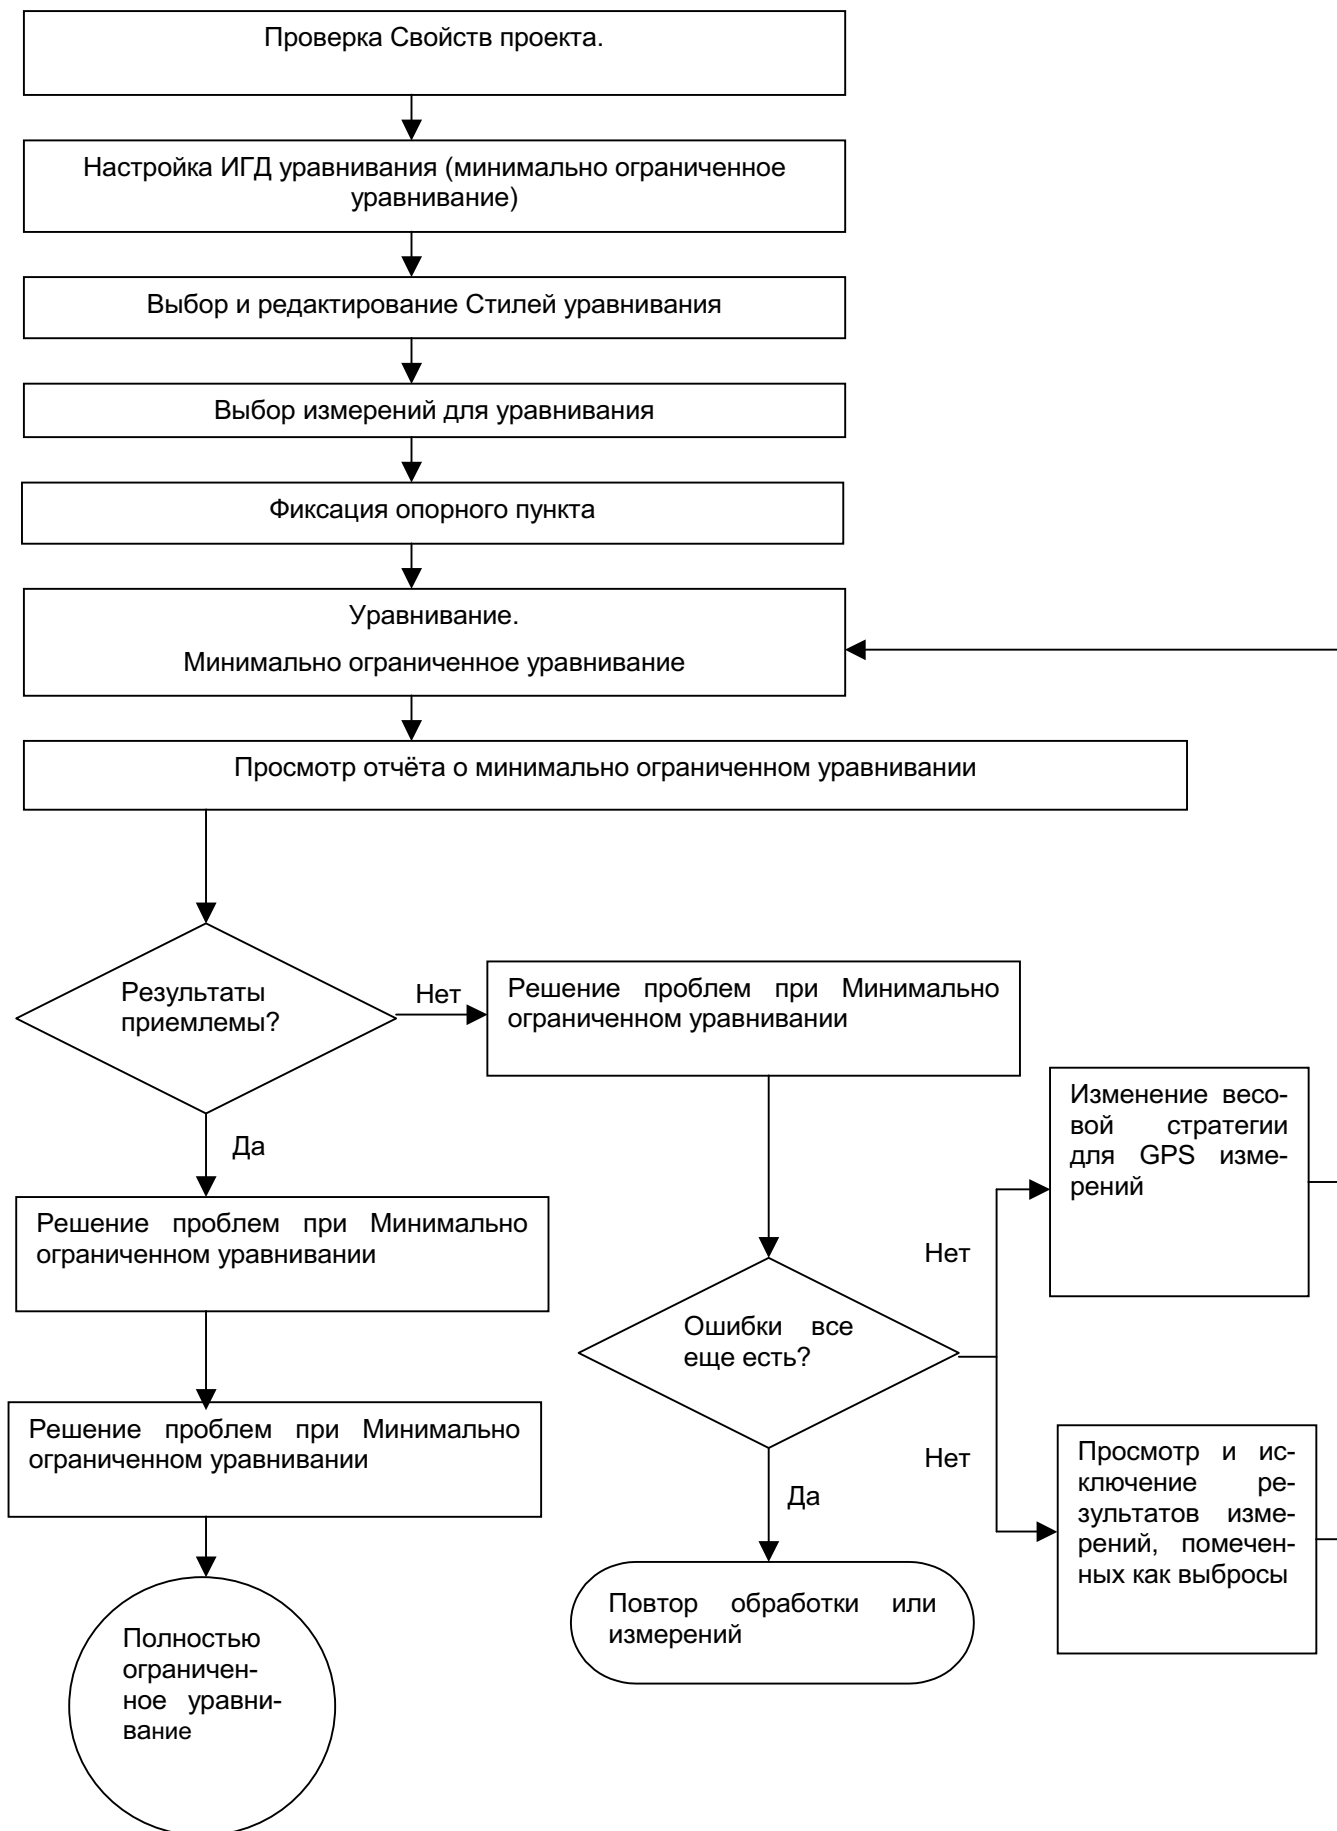 Проверка Свойств проекта.
Настройка ИГД уравнивания (минимально ограниченное
уравнивание)
Выбор и редактирование Стилей уравнивания
Выбор измерений для уравнивания
Фиксация опорного пункта
Уравнивание.
Минимально ограниченное уравнивание
Просмотр отчёта о минимально ограниченном уравнивании
Результаты
приемлемы?
Нет
Решение проблем при Минимально
ограниченном уравнивании
Да
Решение проблем при Минимально
ограниченном уравнивании
Решение проблем при Минимально
ограниченном уравнивании
Полностью
ограничен-
ное уравни-
вание
Ошибки все
еще есть?
Да
Повтор обработки или
измерений
Нет
Изменение весо-
вой стратегии
для GPS изме-
рений
Нет
Просмотр и ис-
ключение ре-
зультатов изме-
рений, помечен-
ных как выбросы